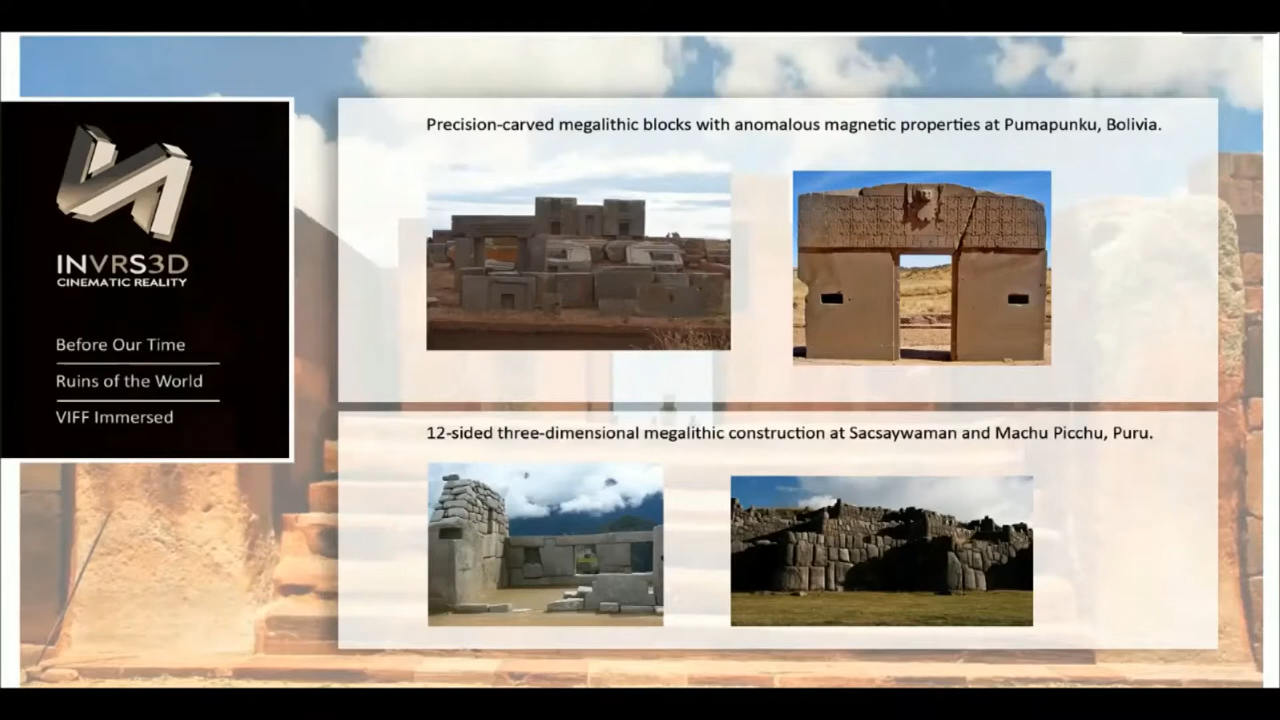 INVRS3D
CINEMATIC REALITY
Before Our Time
Ruins of the World
VIFF Immersed
Precision-carved megalithic blocks with anomalous magnetic properties at Pumapunku, Bolivia.
12-sided three-dimensional megalithic construction at Sacsaywaman and Machu Picchu, Puru.